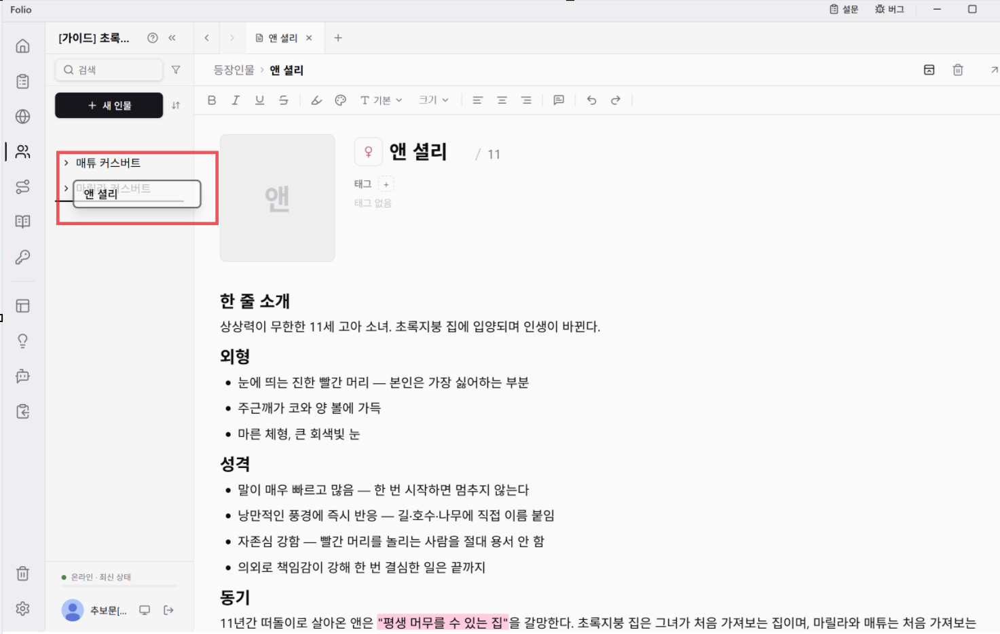 Folio
설문
버그
[가이드] 초록...
앤 셜리
검색
등장인물 › 앤 셜리
+ 새 인물
B I U S
T 기본
크기
매튜 커스버트
마릴라 커스버트
앤 셜리
앤
앤 셜리 / 11
태그 +
태그 없음
한 줄 소개
상상력이 무한한 11세 고아 소녀. 초록지붕 집에 입양되며 인생이 바뀐다.
외형
• 눈에 띄는 진한 빨간 머리 — 본인은 가장 싫어하는 부분
• 주근깨가 코와 양 볼에 가득
• 마른 체형, 큰 회색빛 눈
성격
• 말이 매우 빠르고 많음 — 한 번 시작하면 멈추지 않는다
• 낭만적인 풍경에 즉시 반응 — 길·호수·나무에 직접 이름 붙임
• 자존심 강함 — 빨간 머리를 놀리는 사람을 절대 용서 안 함
• 의외로 책임감이 강해 한 번 결심한 일은 끝까지
동기
11년간 떠돌이로 살아온 앤은 "평생 머무를 수 있는 집"을 갈망한다. 초록지붕 집은 그녀가 처음 가져보는 집이며, 마릴라와 매튜는 처음 가져보는
온라인 · 최신 상태
추보문[...